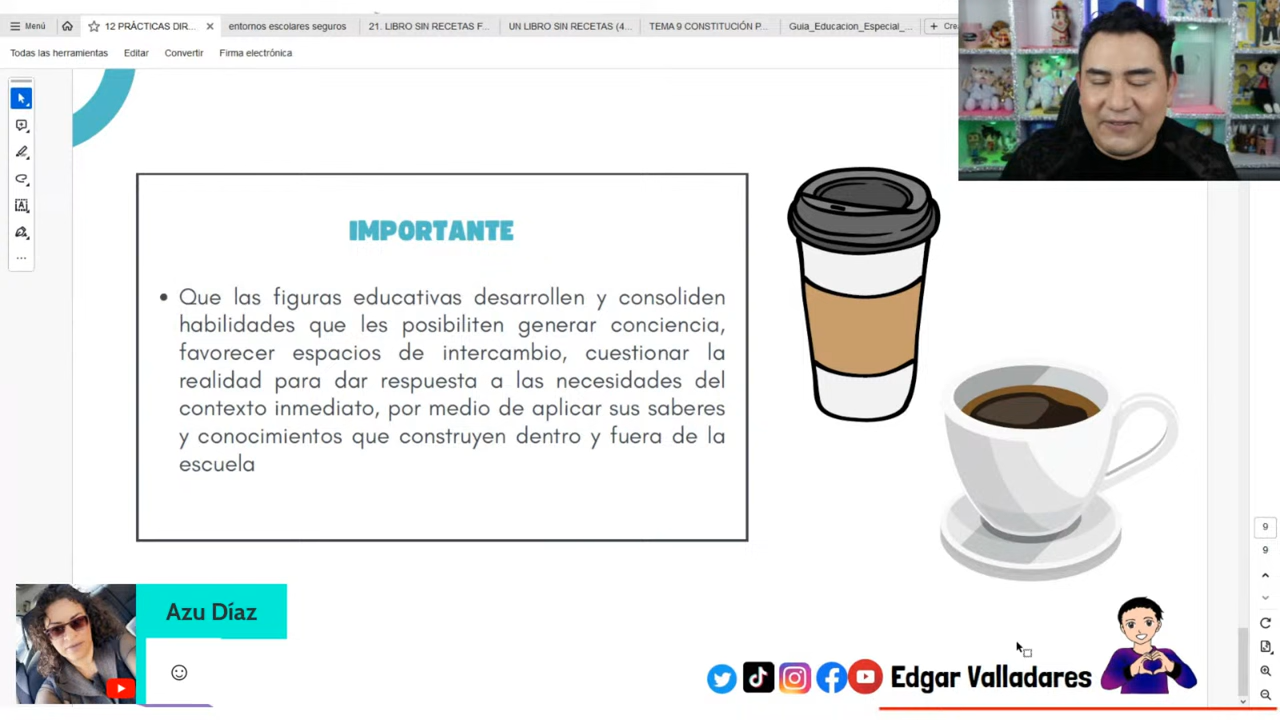 Menú
12 PRÁCTICAS DIR...
entornos escolares seguros
21. LIBRO SIN RECETAS F...
UN LIBRO SIN RECETAS (4...
TEMA 9 CONSTITUCIÓN P...
Guia_Educacion_Especial_...
+ Cre
Todas las herramientas
Editar
Convertir
Firma electrónica
IMPORTANTE
• Que las figuras educativas desarrollen y consoliden
habilidades que les posibiliten generar conciencia,
favorecer espacios de intercambio, cuestionar la
realidad para dar respuesta a las necesidades del
contexto inmediato, por medio de aplicar sus saberes
y conocimientos que construyen dentro y fuera de la
escuela
9
9
Azu Díaz
Edgar Valladares